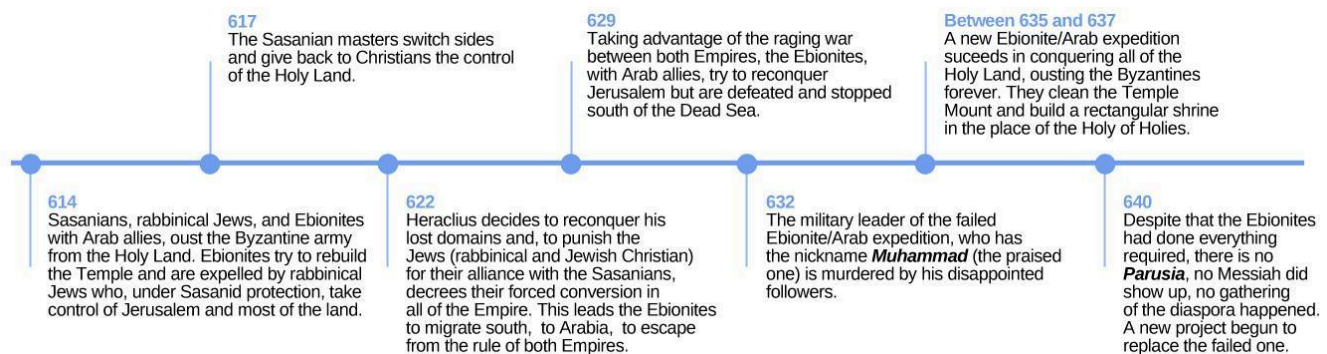 617
The Sasanian masters switch sides
and give back to Christians the control
of the Holy Land.
629
Taking advantage of the raging war
between both Empires, the Ebionites,
with Arab allies, try to reconquer
Jerusalem but are defeated and stopped
south of the Dead Sea.
Between 635 and 637
A new Ebionite/Arab expedition
suceeds in conquering all of the
Holy Land, ousting the Byzantines
forever. They clean the Temple
Mount and build a rectangular shrine
in the place of the Holy of Holies.
614
Sasanians, rabbinical Jews, and Ebionites
with Arab allies, oust the Byzantine army
from the Holy Land. Ebionites try to rebuild
the Temple and are expelled by rabbinical
Jews who, under Sasanid protection, take
control of Jerusalem and most of the land.
622
Heraclius decides to reconquer his
lost domains and, to punish the
Jews (rabbinical and Jewish Christian)
for their alliance with the Sasanians,
decrees their forced conversion in
all of the Empire. This leads the Ebionites
to migrate south, to Arabia, to escape
from the rule of both Empires.
632
The military leader of the failed
Ebionite/Arab expedition, who has
the nickname Muhammad (the praised
one) is murdered by his disappointed
followers.
640
Despite that the Ebionites
had done everything
required, there is no
Parusia, no Messiah did
show up, no gathering
of the diaspora happened.
A new project begun to
replace the failed one.